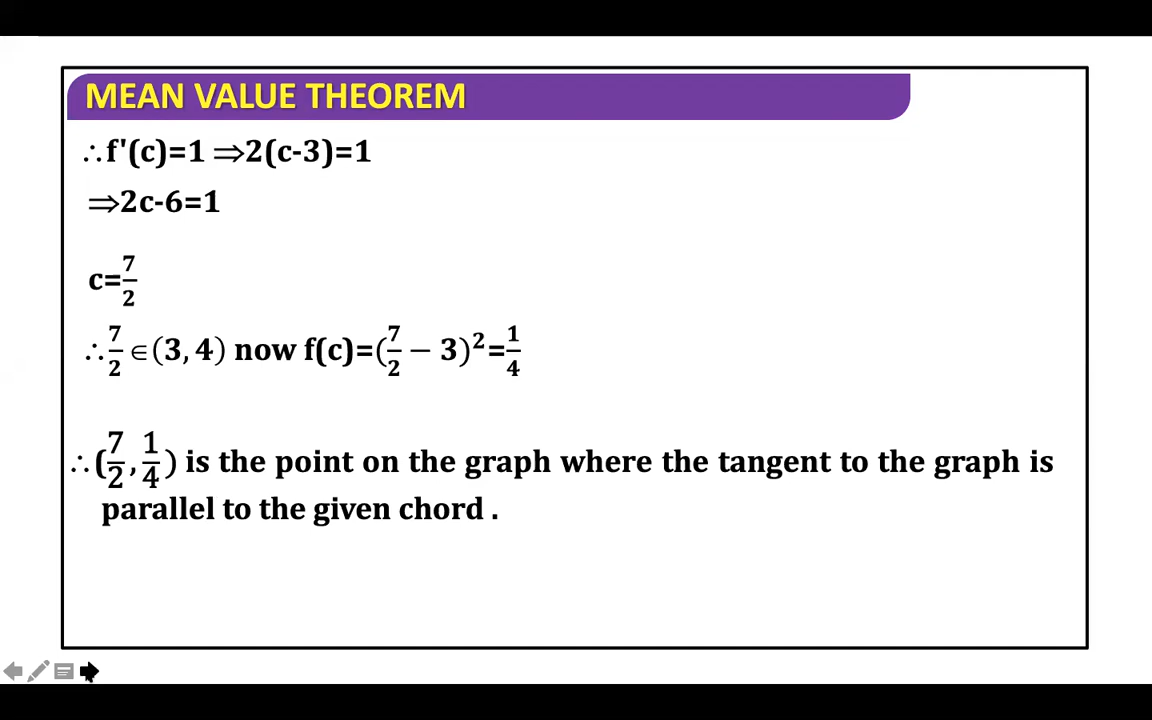 MEAN VALUE THEOREM
∴f'(c)=1 ⇒2(c-3)=1
⇒2c-6=1
c=7/2
∴7/2 ∈(3,4) now f(c)=(7/2 − 3)²=1/4
∴(7/2,1/4) is the point on the graph where the tangent to the graph is
parallel to the given chord .